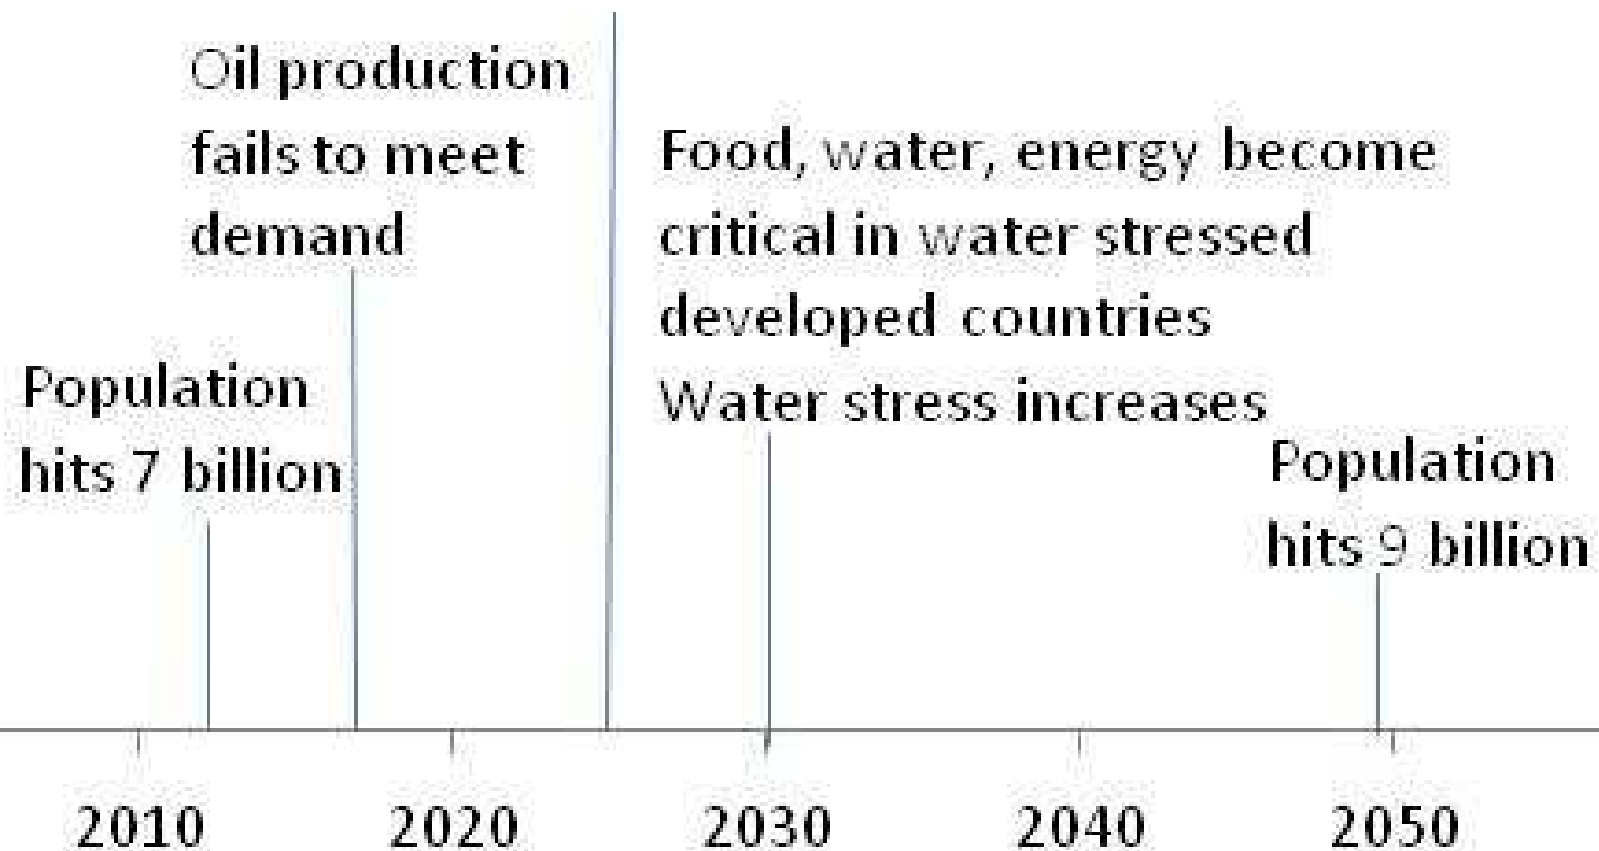 Oil production
fails to meet
demand
Food, water, energy become
critical in water stressed
developed countries
Water stress increases
Population
hits 7 billion
Population
hits 9 billion
2010 2020 2030 2040 2050